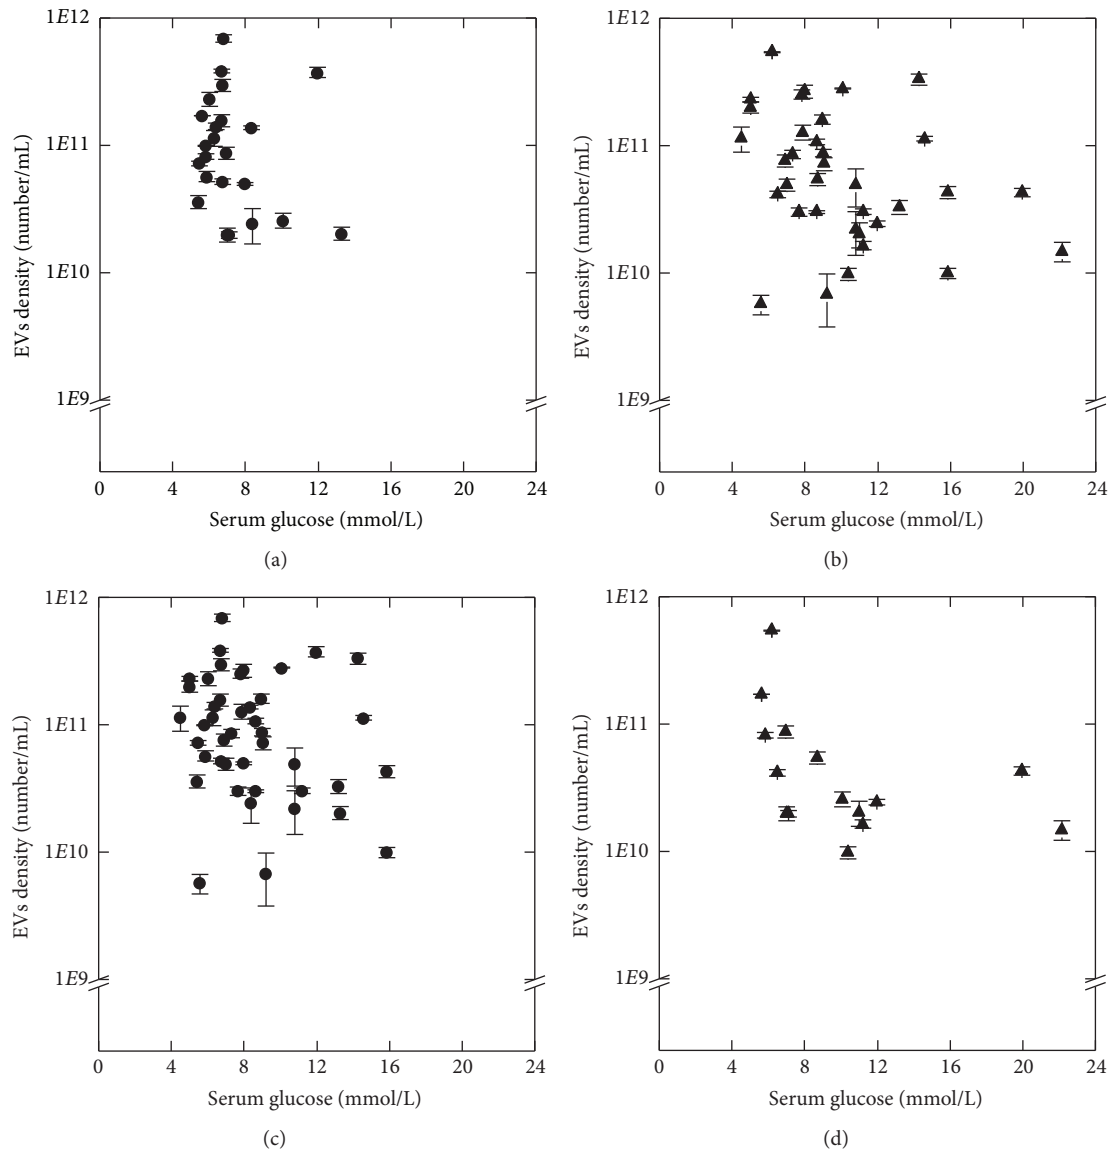 1E12
1E11
1E10
1E9
EVs density (number/mL)
0 4 8 12 16 20 24
Serum glucose (mmol/L)
(a)
1E12
1E11
1E10
1E9
EVs density (number/mL)
0 4 8 12 16 20 24
Serum glucose (mmol/L)
(b)
1E12
1E11
1E10
1E9
EVs density (number/mL)
0 4 8 12 16 20 24
Serum glucose (mmol/L)
(c)
1E12
1E11
1E10
1E9
EVs density (number/mL)
0 4 8 12 16 20 24
Serum glucose (mmol/L)
(d)